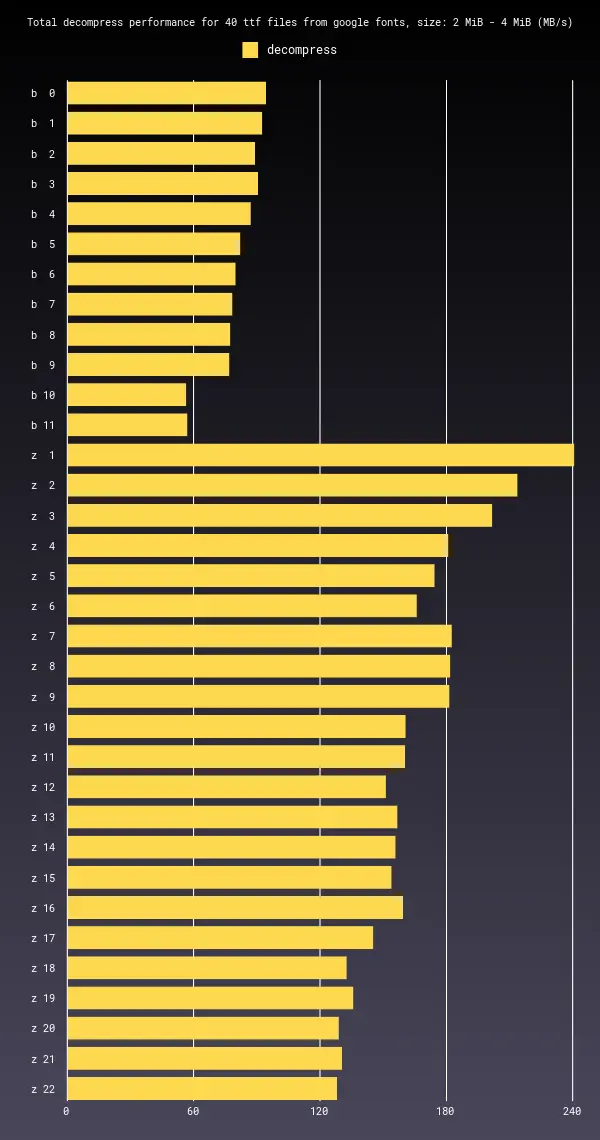 Total decompress performance for 40 ttf files from google fonts, size: 2 MiB - 4 MiB (MB/s)
decompress
b 0
b 1
b 2
b 3
b 4
b 5
b 6
b 7
b 8
b 9
b 10
b 11
z 1
z 2
z 3
z 4
z 5
z 6
z 7
z 8
z 9
z 10
z 11
z 12
z 13
z 14
z 15
z 16
z 17
z 18
z 19
z 20
z 21
z 22
0 60 120 180 240